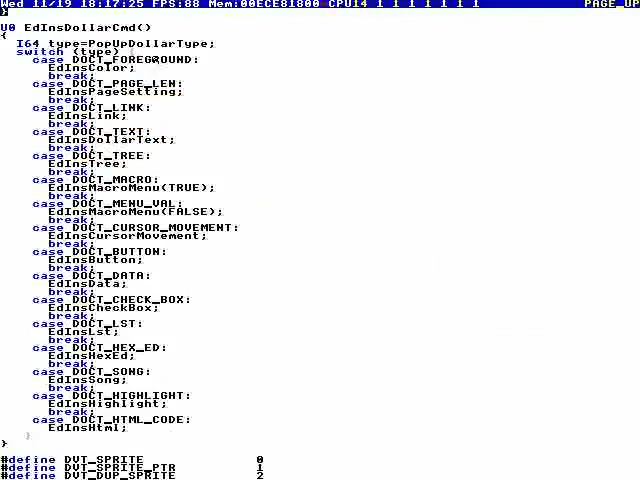 Wed 11/19 18:17:25 FPS:88 Mem:00ECE81800 CPU14 1 1 1 1 1 1 1 PAGE_UP
}
U0 EdInsDollarCmd()
{
I64 type=PopUpDollarType;
switch (type) {
case DOCT_FOREGROUND:
EdInsColor;
break;
case DOCT_PAGE_LEN:
EdInsPageSetting;
break;
case DOCT_LINK:
EdInsLink;
break;
case DOCT_TEXT:
EdInsDollarText;
break;
case DOCT_TREE:
EdInsTree;
break;
case DOCT_MACRO:
EdInsMacroMenu(TRUE);
break;
case DOCT_MENU_VAL:
EdInsMacroMenu(FALSE);
break;
case DOCT_CURSOR_MOVEMENT:
EdInsCursorMovement;
break;
case DOCT_BUTTON:
EdInsButton;
break;
case DOCT_DATA:
EdInsData;
break;
case DOCT_CHECK_BOX:
EdInsCheckBox;
break;
case DOCT_LST:
EdInsLst;
break;
case DOCT_HEX_ED:
EdInsHexEd;
break;
case DOCT_SONG:
EdInsSong;
break;
case DOCT_HIGHLIGHT:
EdInsHighlight;
break;
case DOCT_HTML_CODE:
EdInsHtml;
}
}
#define DVT_SPRITE 0
#define DVT_SPRITE_PTR 1
#define DVT_DUP_SPRITE 2